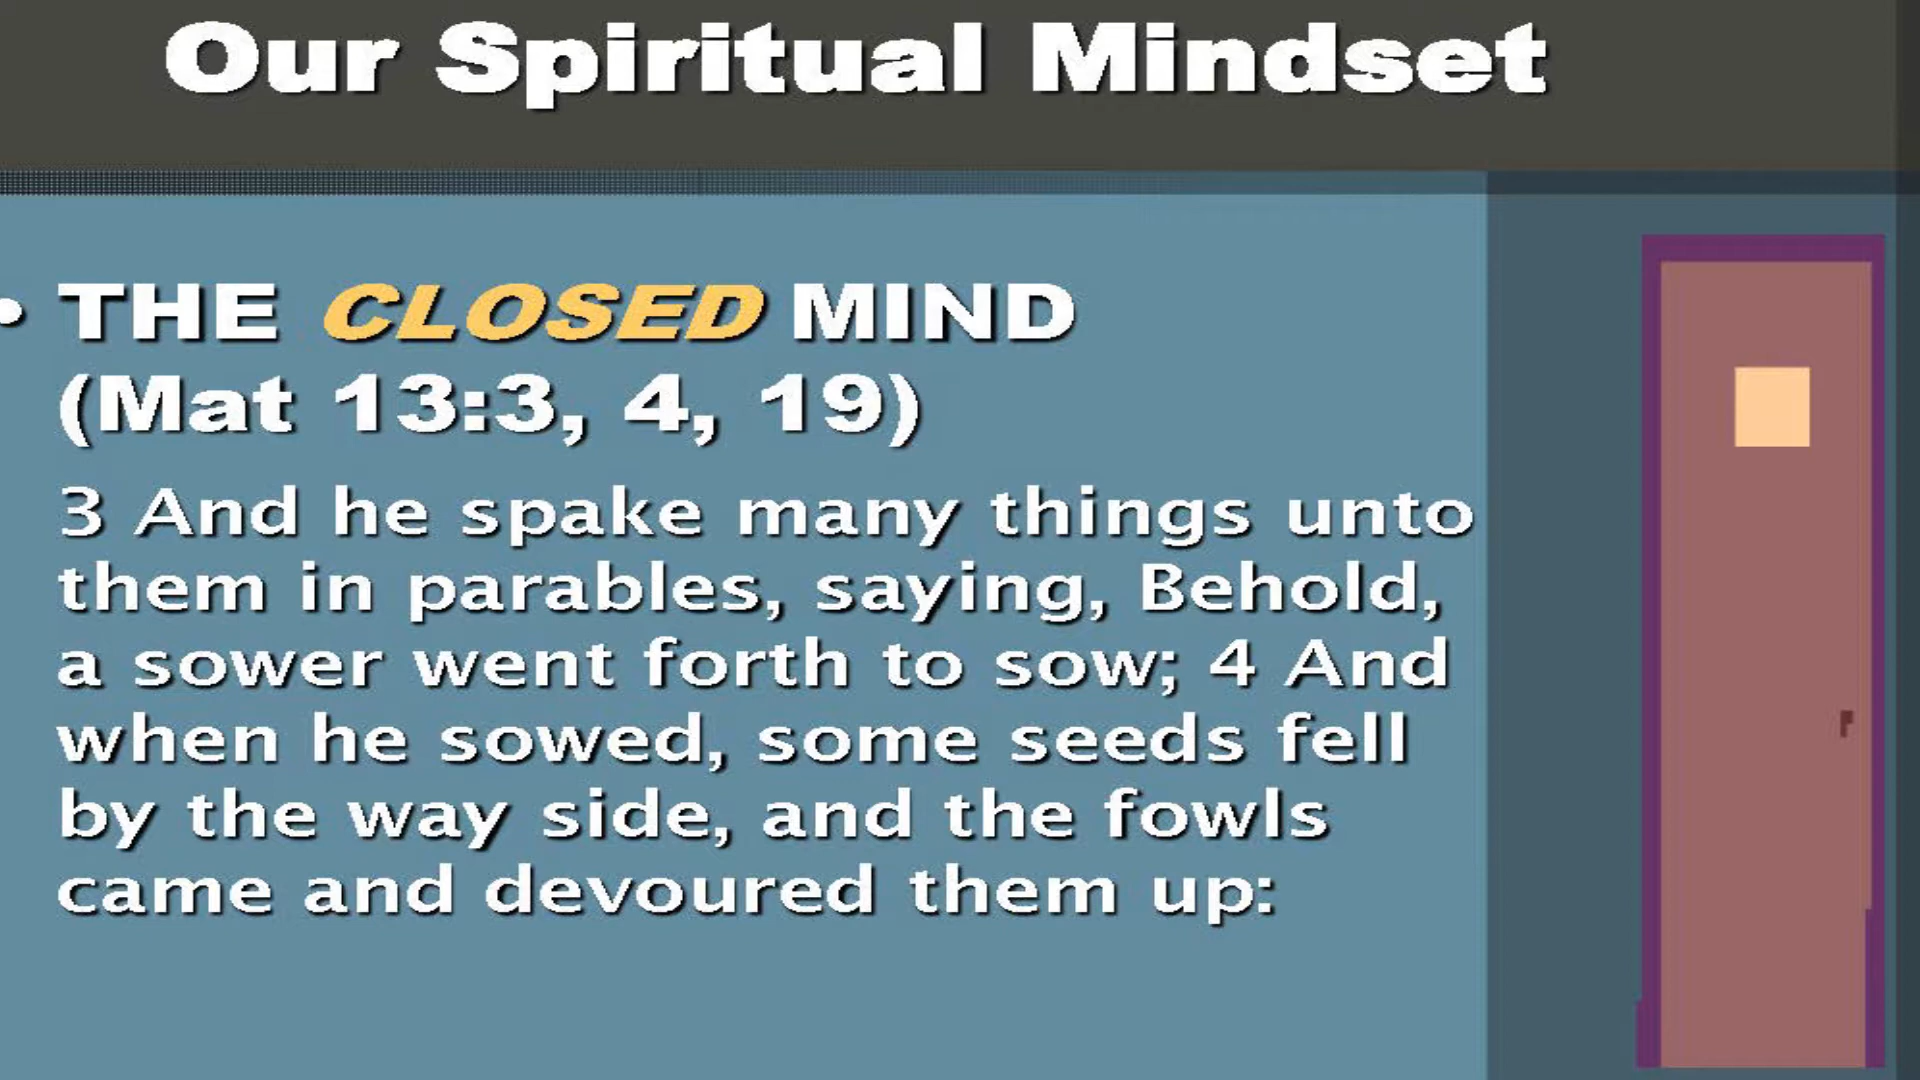 Our Spiritual Mindset
• THE CLOSED MIND
(Mat 13:3, 4, 19)
3 And he spake many things unto
them in parables, saying, Behold,
a sower went forth to sow; 4 And
when he sowed, some seeds fell
by the way side, and the fowls
came and devoured them up: